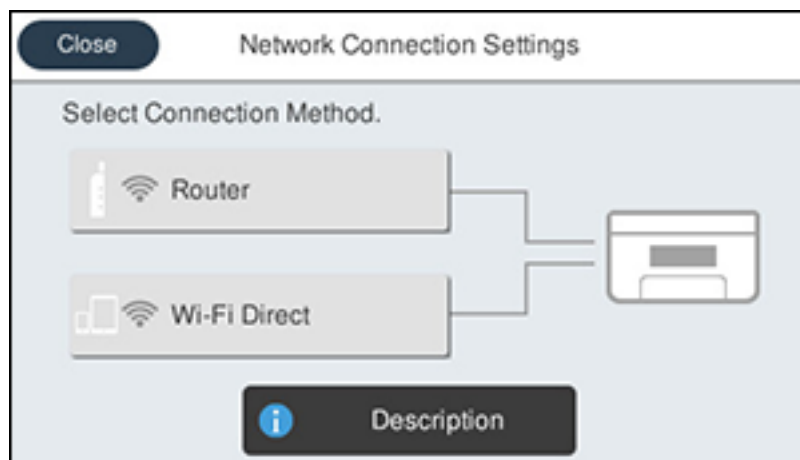 Close
Network Connection Settings
Select Connection Method.
Router
Wi-Fi Direct
Description